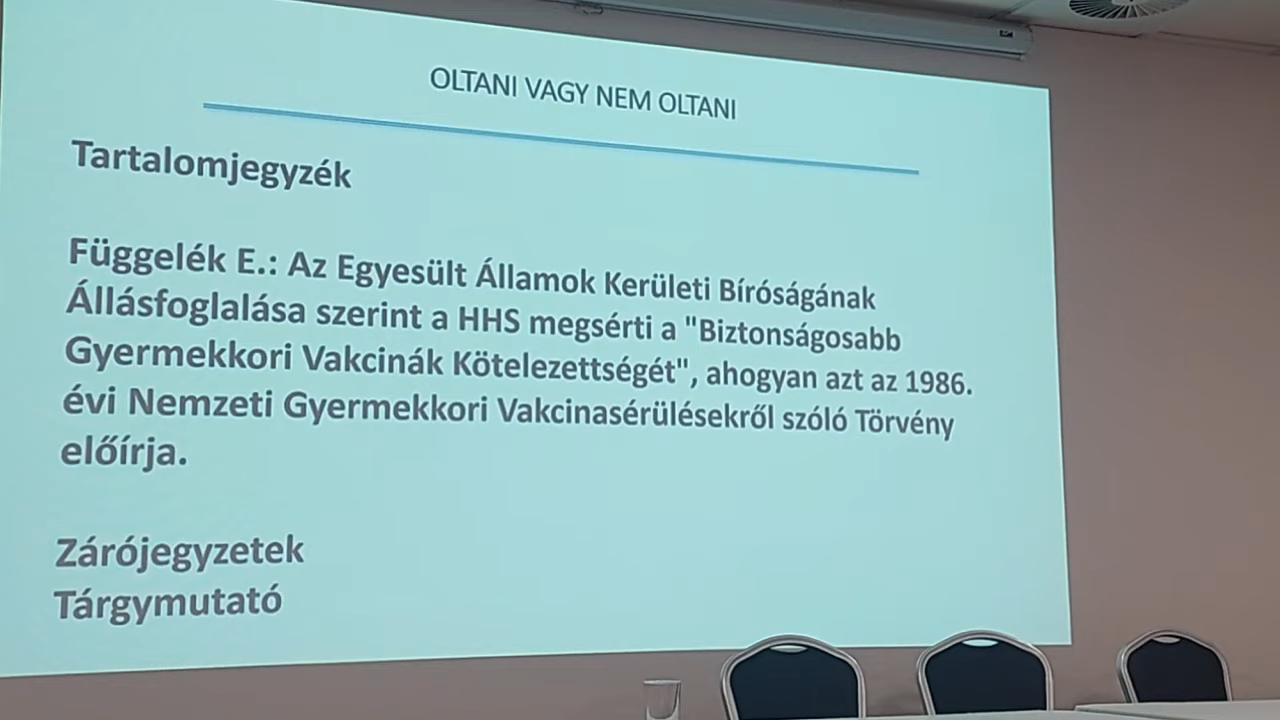 OLTANI VAGY NEM OLTANI
Tartalomjegyzék
Függelék E.: Az Egyesült Államok Kerületi Bíróságának
Állásfoglalása szerint a HHS megsérti a "Biztonságosabb
Gyermekkori Vakcinák Kötelezettségét", ahogyan azt az 1986.
évi Nemzeti Gyermekkori Vakcinasérülésekről szóló Törvény
előírja.
Zárójegyzetek
Tárgymutató